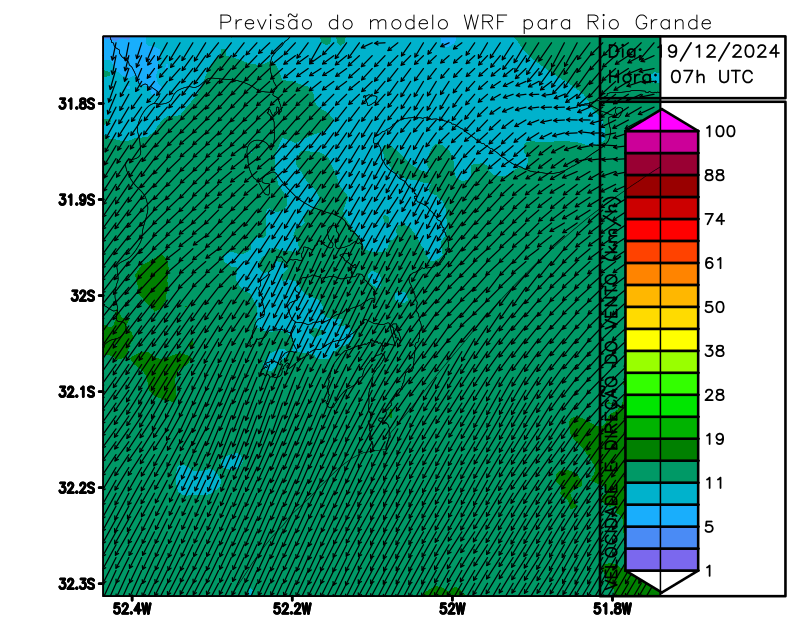 Previsão do modelo WRF para Rio Grande
Dia: 19/12/2024
Hora: 07h UTC
31.8S
31.9S
32S
32.1S
32.2S
32.3S
52.4W
52.2W
52W
51.8W
VELOCIDADE E DIREÇÃO DO VENTO (km/h)
100
88
74
61
50
38
28
19
11
5
1